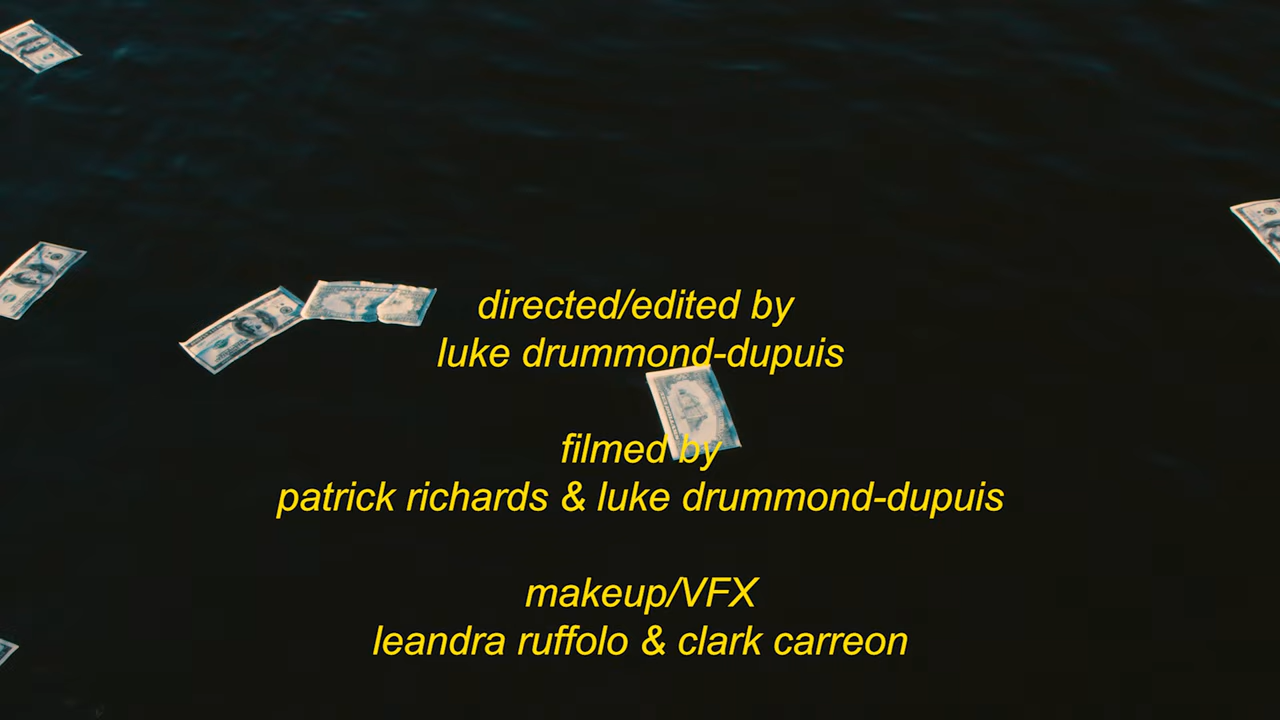 directed/edited by
luke drummond-dupuis
filmed by
patrick richards & luke drummond-dupuis
makeup/VFX
leandra ruffolo & clark carreon